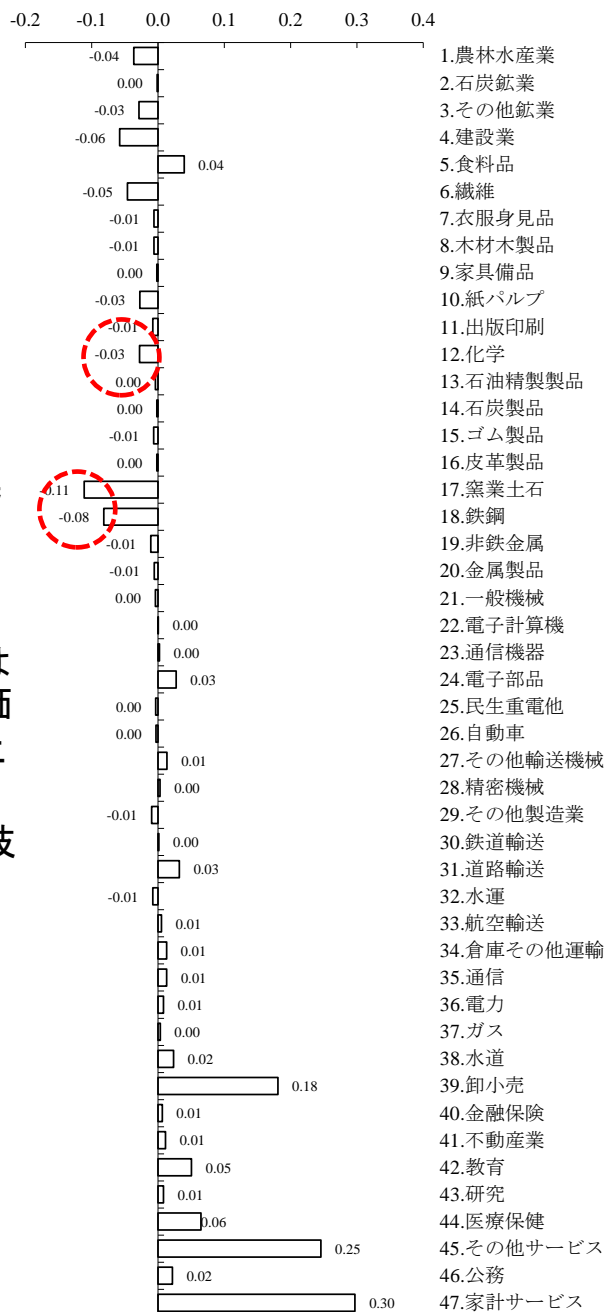 -0.2 -0.1 0.0 0.1 0.2 0.3 0.4
-0.04 1.農林水産業
0.00 2.石炭鉱業
-0.03 3.その他鉱業
-0.06 4.建設業
0.04 5.食料品
-0.05 6.繊維
-0.01 7.衣服身見品
-0.01 8.木材木製品
0.00 9.家具備品
-0.03 10.紙パルプ
-0.01 11.出版印刷
-0.03 12.化学
0.00 13.石油精製製品
0.00 14.石炭製品
-0.01 15.ゴム製品
0.00 16.皮革製品
-0.11 17.窯業土石
-0.08 18.鉄鋼
-0.01 19.非鉄金属
-0.01 20.金属製品
0.00 21.一般機械
0.00 22.電子計算機
0.00 23.通信機器
0.03 24.電子部品
0.00 25.民生重電他
0.00 26.自動車
0.01 27.その他輸送機械
0.00 28.精密機械
-0.01 29.その他製造業
0.00 30.鉄道輸送
技
0.03 31.道路輸送
-0.01 32.水運
0.01 33.航空輸送
0.01 34.倉庫その他運輸
0.01 35.通信
0.01 36.電力
0.00 37.ガス
0.02 38.水道
0.18 39.卸小売
0.01 40.金融保険
0.01 41.不動産業
0.05 42.教育
0.01 43.研究
0.06 44.医療保健
0.25 45.その他サービス
0.02 46.公務
0.30 47.家計サービス